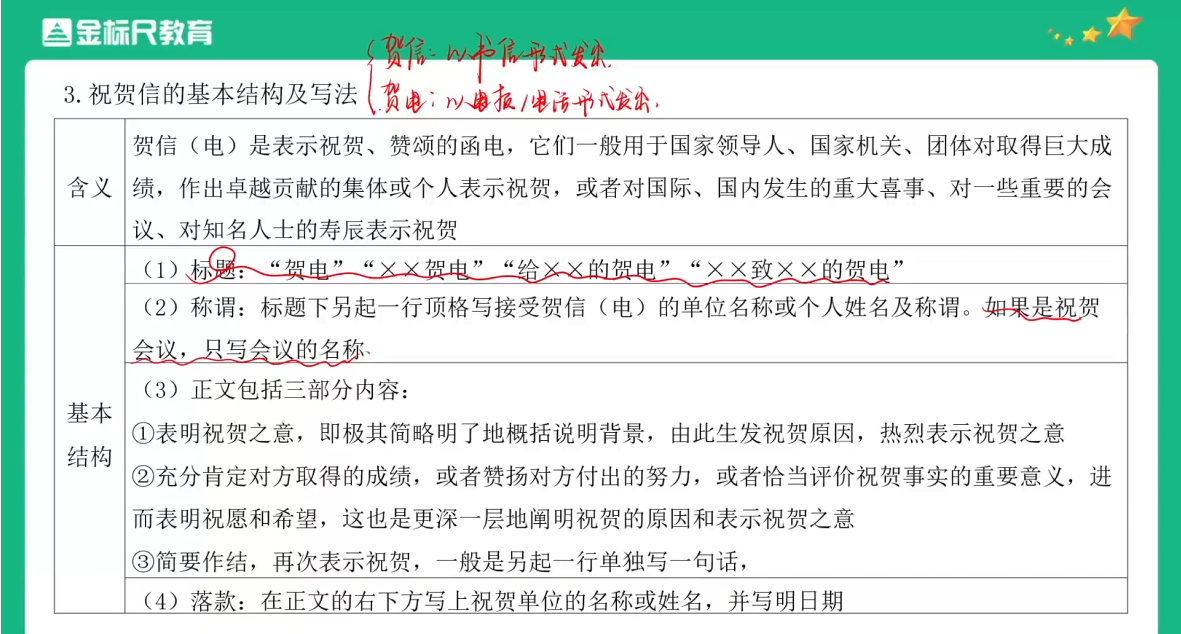 金标尺教育
贺信：以书信形式发出.
3.祝贺信的基本结构及写法
贺电：以电报/电话形式发出.
含义
贺信（电）是表示祝贺、赞颂的函电，它们一般用于国家领导人、国家机关、团体对取得巨大成
绩，作出卓越贡献的集体或个人表示祝贺，或者对国际、国内发生的重大喜事、对一些重要的会
议、对知名人士的寿辰表示祝贺
基本
结构
（1）标题：“贺电”“××贺电”“给××的贺电”“××致××的贺电”
（2）称谓：标题下另起一行顶格写接受贺信（电）的单位名称或个人姓名及称谓。如果是祝贺
会议，只写会议的名称
（3）正文包括三部分内容：
①表明祝贺之意，即极其简略明了地概括说明背景，由此生发祝贺原因，热烈表示祝贺之意
②充分肯定对方取得的成绩，或者赞扬对方付出的努力，或者恰当评价祝贺事实的重要意义，进
而表明祝愿和希望，这也是更深一层地阐明祝贺的原因和表示祝贺之意
③简要作结，再次表示祝贺，一般是另起一行单独写一句话，
（4）落款：在正文的右下方写上祝贺单位的名称或姓名，并写明日期